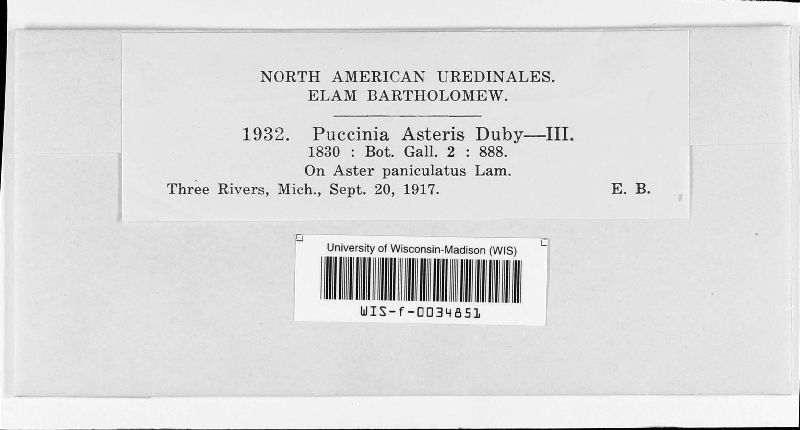 NORTH AMERICAN UREDINALES.
ELAM BARTHOLOMEW.
1932. Puccinia Asteris Duby—III.
1830 : Bot. Gall. 2 : 888.
On Aster paniculatus Lam.
Three Rivers, Mich., Sept. 20, 1917. E. B.
University of Wisconsin-Madison (WIS)
WIS-f-0034851